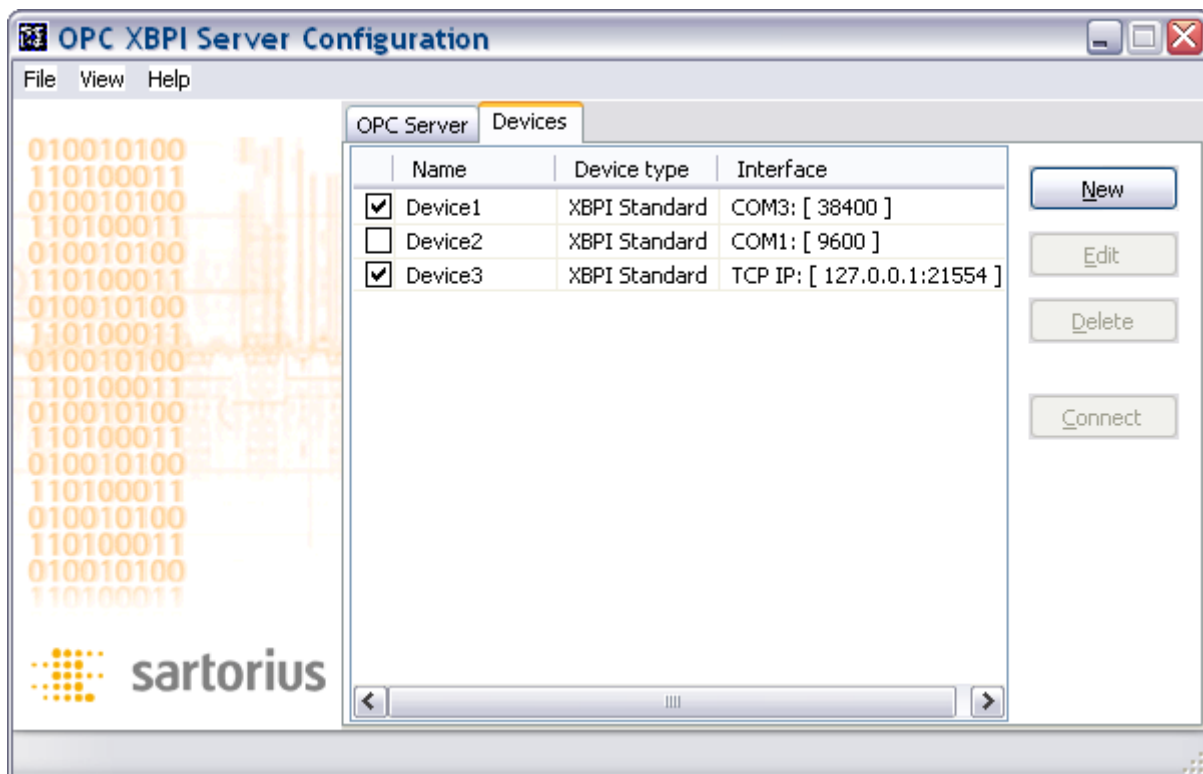 OPC XBPI Server Configuration
File View Help
OPC Server Devices
Name Device type Interface
Device1 XBPI Standard COM3: [ 38400 ]
Device2 XBPI Standard COM1: [ 9600 ]
Device3 XBPI Standard TCP IP: [ 127.0.0.1:21554 ]
New
Edit
Delete
Connect
010010100
110100011
010010100
110100011
010010100
110100011
010010100
110100011
010010100
110100011
010010100
110100011
010010100
110100011
010010100
110100011
010010100
110100011
sartorius